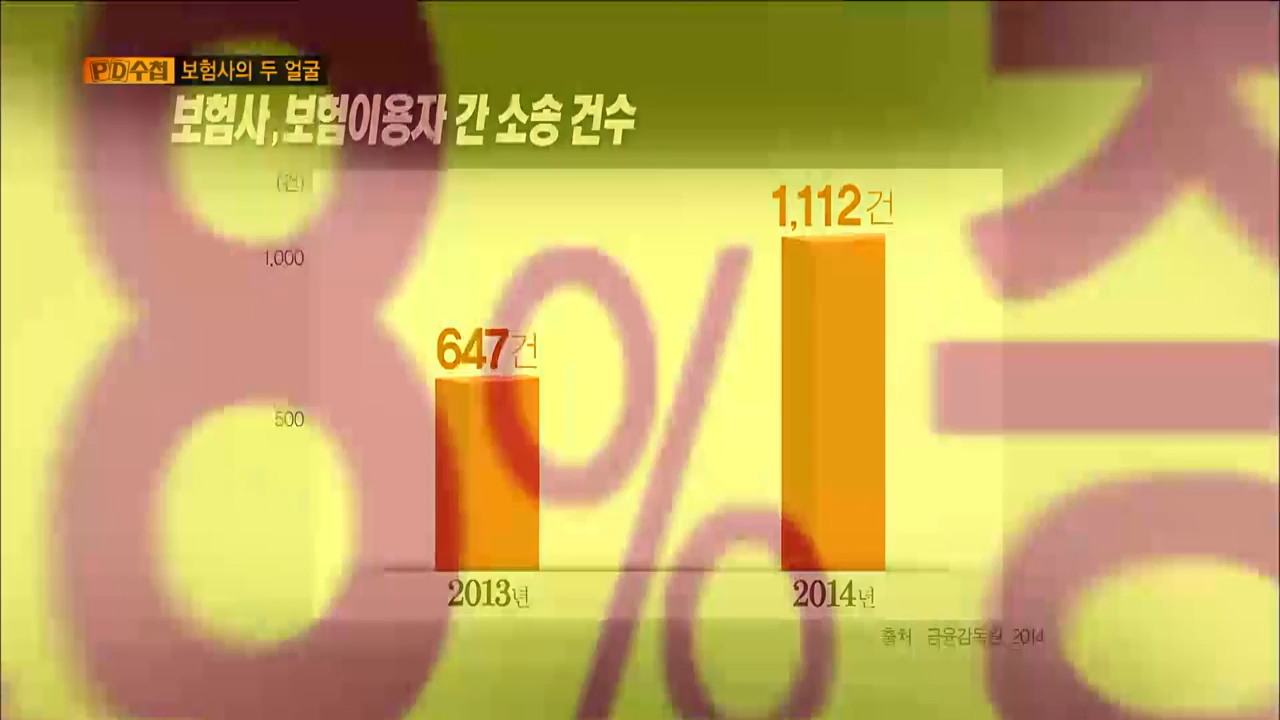 PD수첩 보험사의 두 얼굴
보험사,보험이용자 간 소송 건수
(건)
1,112건
1,000
647건
500
2013년
2014년
출처 금융감독원 2014
8% 증